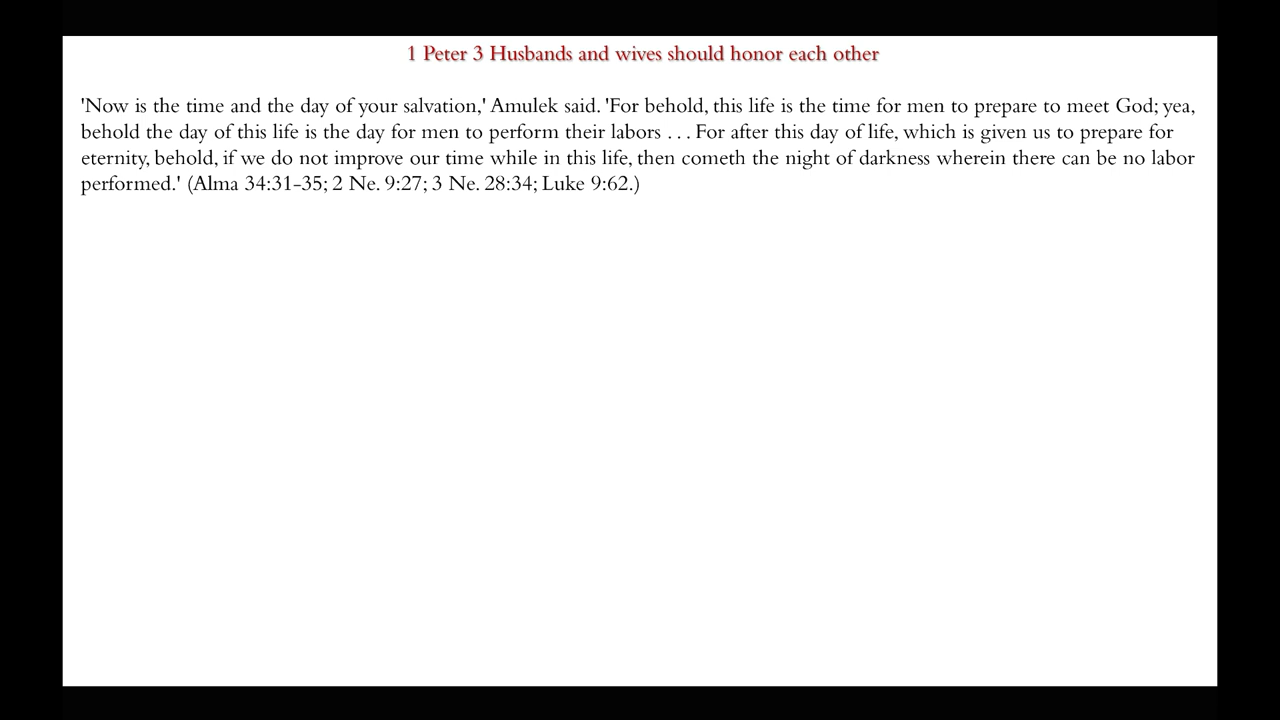 1 Peter 3 Husbands and wives should honor each other
'Now is the time and the day of your salvation,' Amulek said. 'For behold, this life is the time for men to prepare to meet God; yea,
behold the day of this life is the day for men to perform their labors . . . For after this day of life, which is given us to prepare for
eternity, behold, if we do not improve our time while in this life, then cometh the night of darkness wherein there can be no labor
performed.' (Alma 34:31-35; 2 Ne. 9:27; 3 Ne. 28:34; Luke 9:62.)